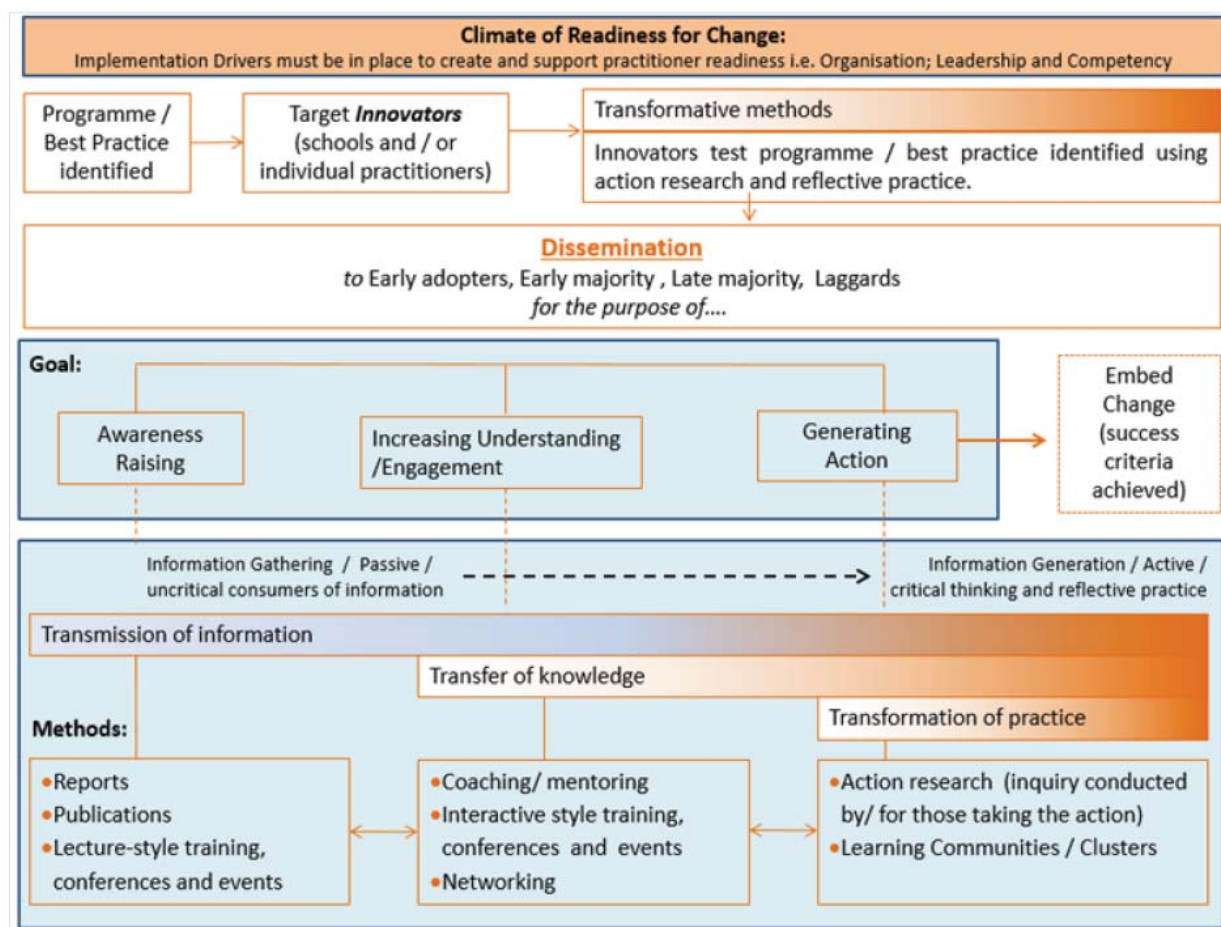 Climate of Readiness for Change:
Implementation Drivers must be in place to create and support practitioner readiness i.e. Organisation; Leadership and Competency
Programme /
Best Practice
identified
Target Innovators
(schools and / or
individual practitioners)
Transformative methods
Innovators test programme / best practice identified using
action research and reflective practice.
Dissemination
to Early adopters, Early majority , Late majority, Laggards
for the purpose of....
Goal:
Awareness
Raising
Increasing Understanding
/Engagement
Generating
Action
Embed
Change
(success
criteria
achieved)
Information Gathering / Passive /
uncritical consumers of information
Information Generation / Active /
critical thinking and reflective practice
Transmission of information
Transfer of knowledge
Transformation of practice
Methods:
•Reports
•Publications
•Lecture-style training,
conferences and events
•Coaching/ mentoring
•Interactive style training,
conferences and events
•Networking
•Action research (inquiry conducted
by/ for those taking the action)
•Learning Communities / Clusters